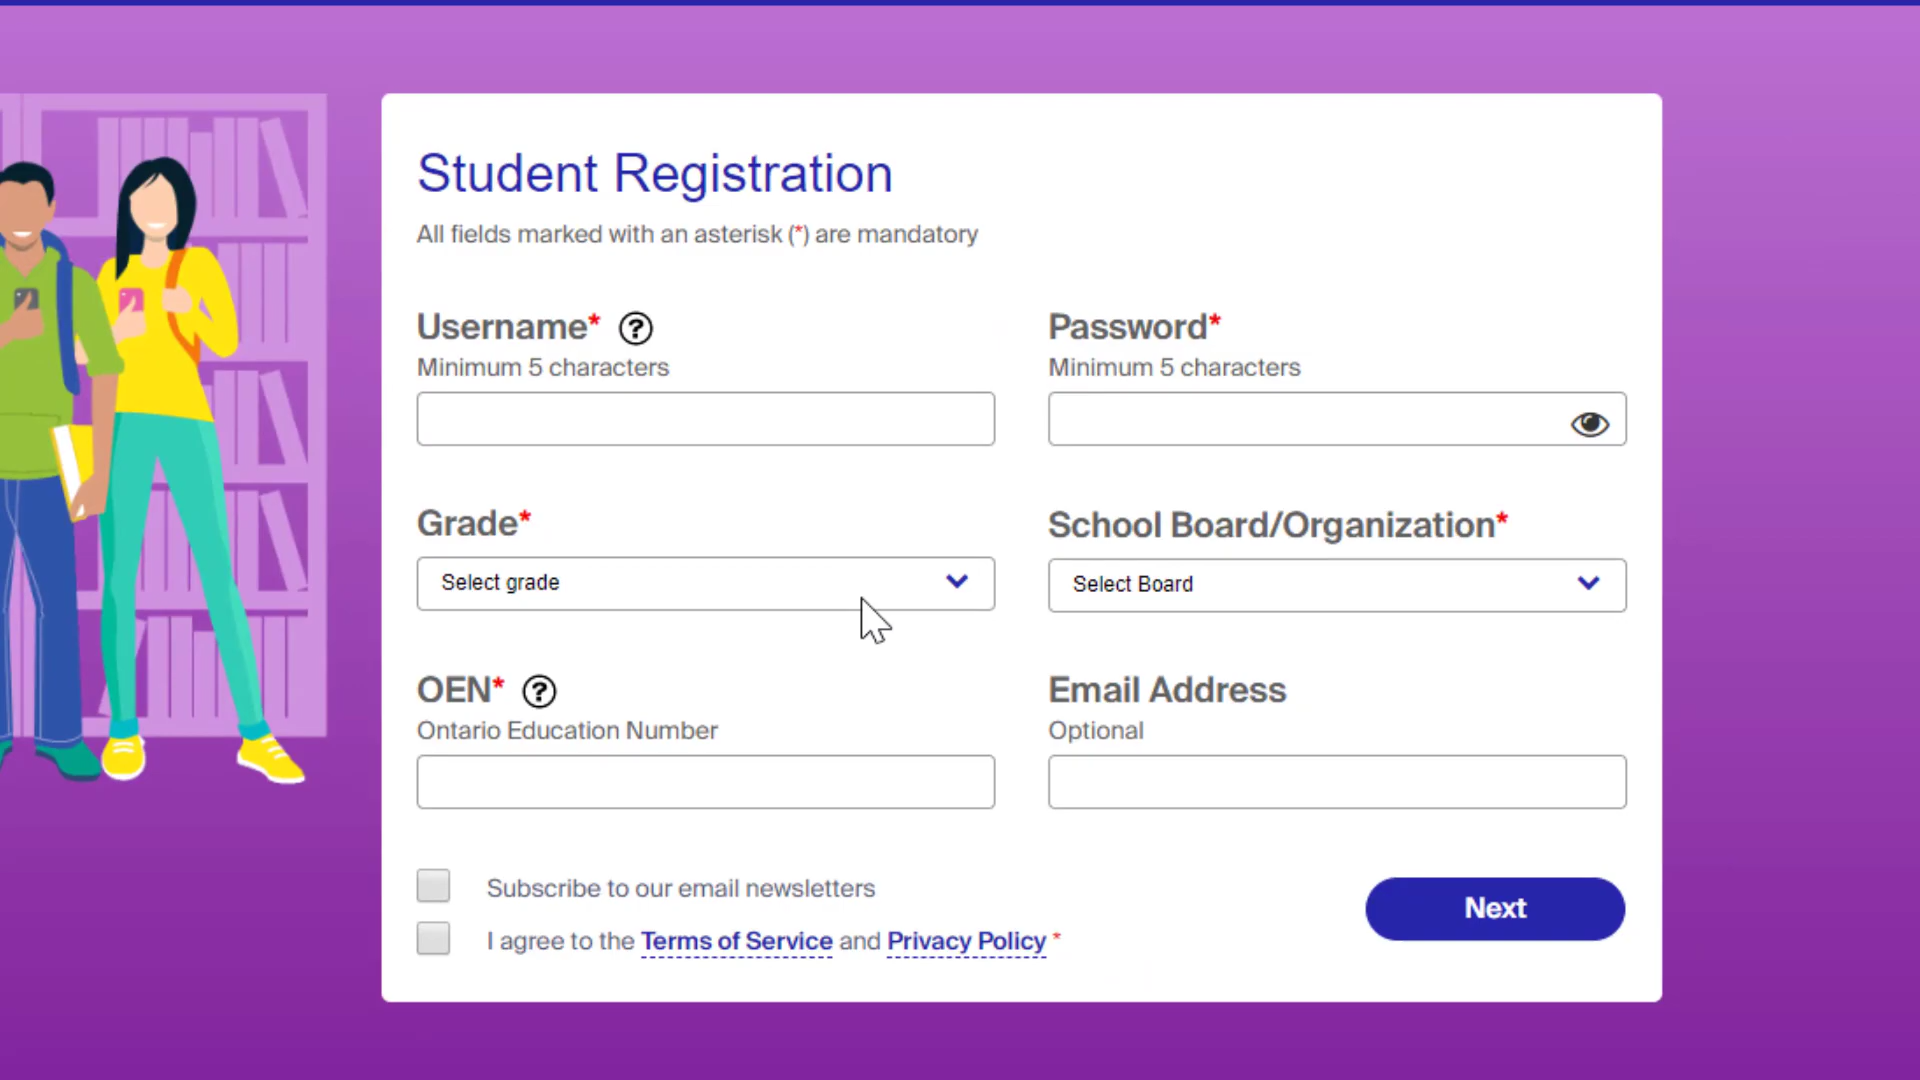 Student Registration
All fields marked with an asterisk (*) are mandatory
Username* ?
Minimum 5 characters
Password*
Minimum 5 characters
Grade*
Select grade
School Board/Organization*
Select Board
OEN* ?
Ontario Education Number
Email Address
Optional
Subscribe to our email newsletters
I agree to the Terms of Service and Privacy Policy *
Next